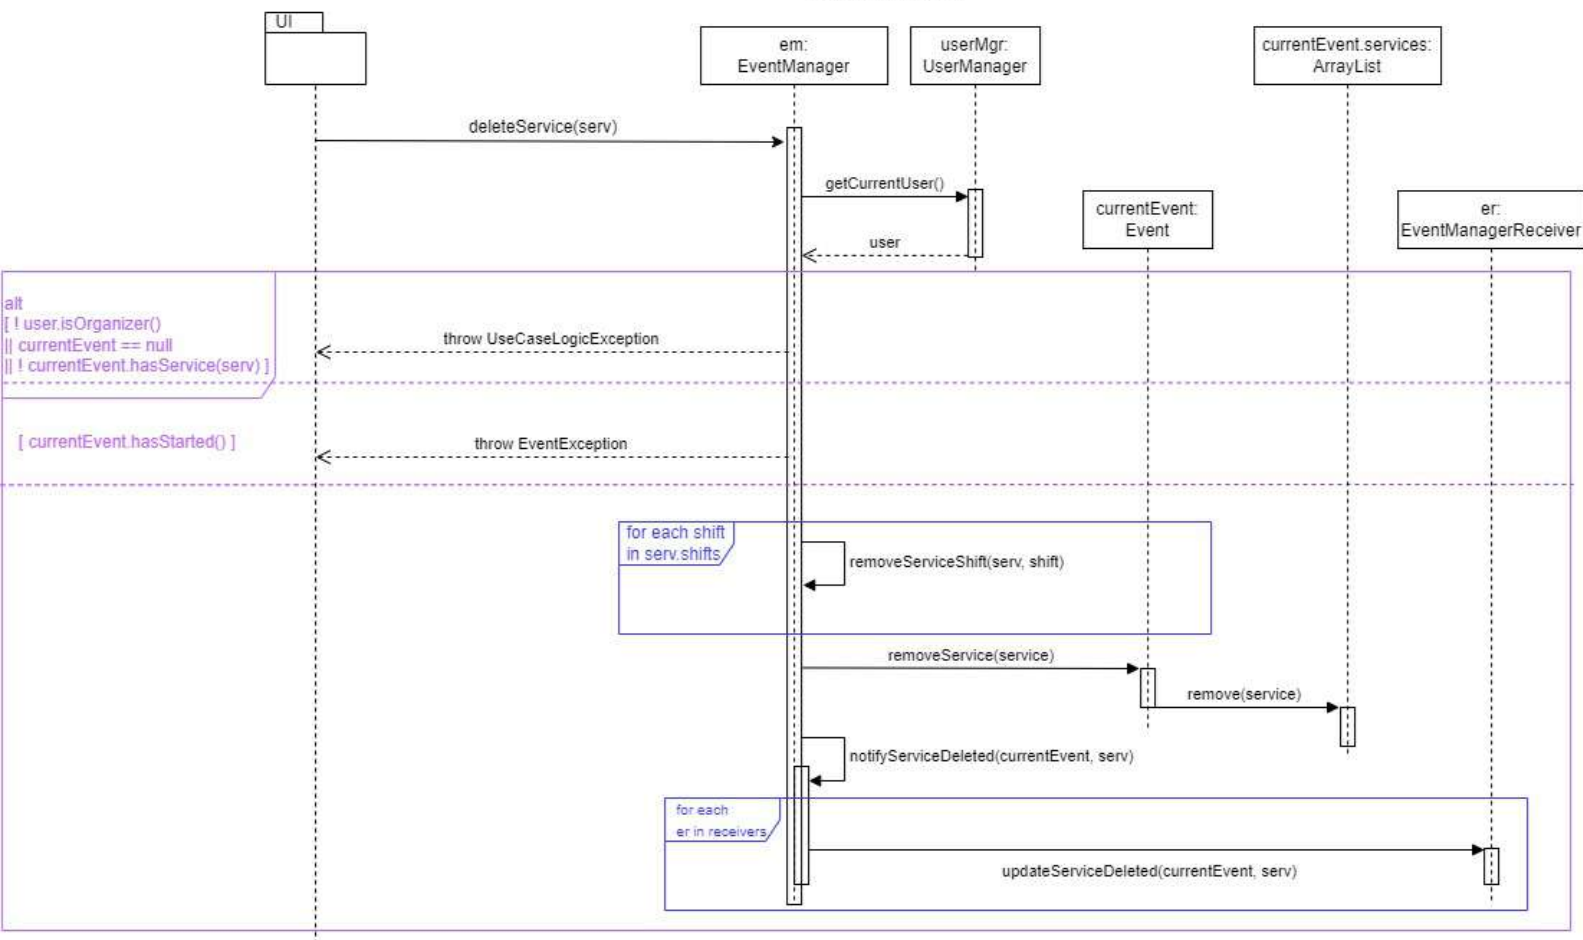 UI
em:
EventManager
userMgr:
UserManager
currentEvent.services:
ArrayList
deleteService(serv)
getCurrentUser()
currentEvent:
Event
er:
EventManagerReceiver
user
alt
[ ! user.isOrganizer()
|| currentEvent == null
|| ! currentEvent.hasService(serv) ]
throw UseCaseLogicException
[ currentEvent.hasStarted() ]
throw EventException
for each shift
in serv.shifts
removeServiceShift(serv, shift)
removeService(service)
remove(service)
notifyServiceDeleted(currentEvent, serv)
for each
er in receivers
updateServiceDeleted(currentEvent, serv)